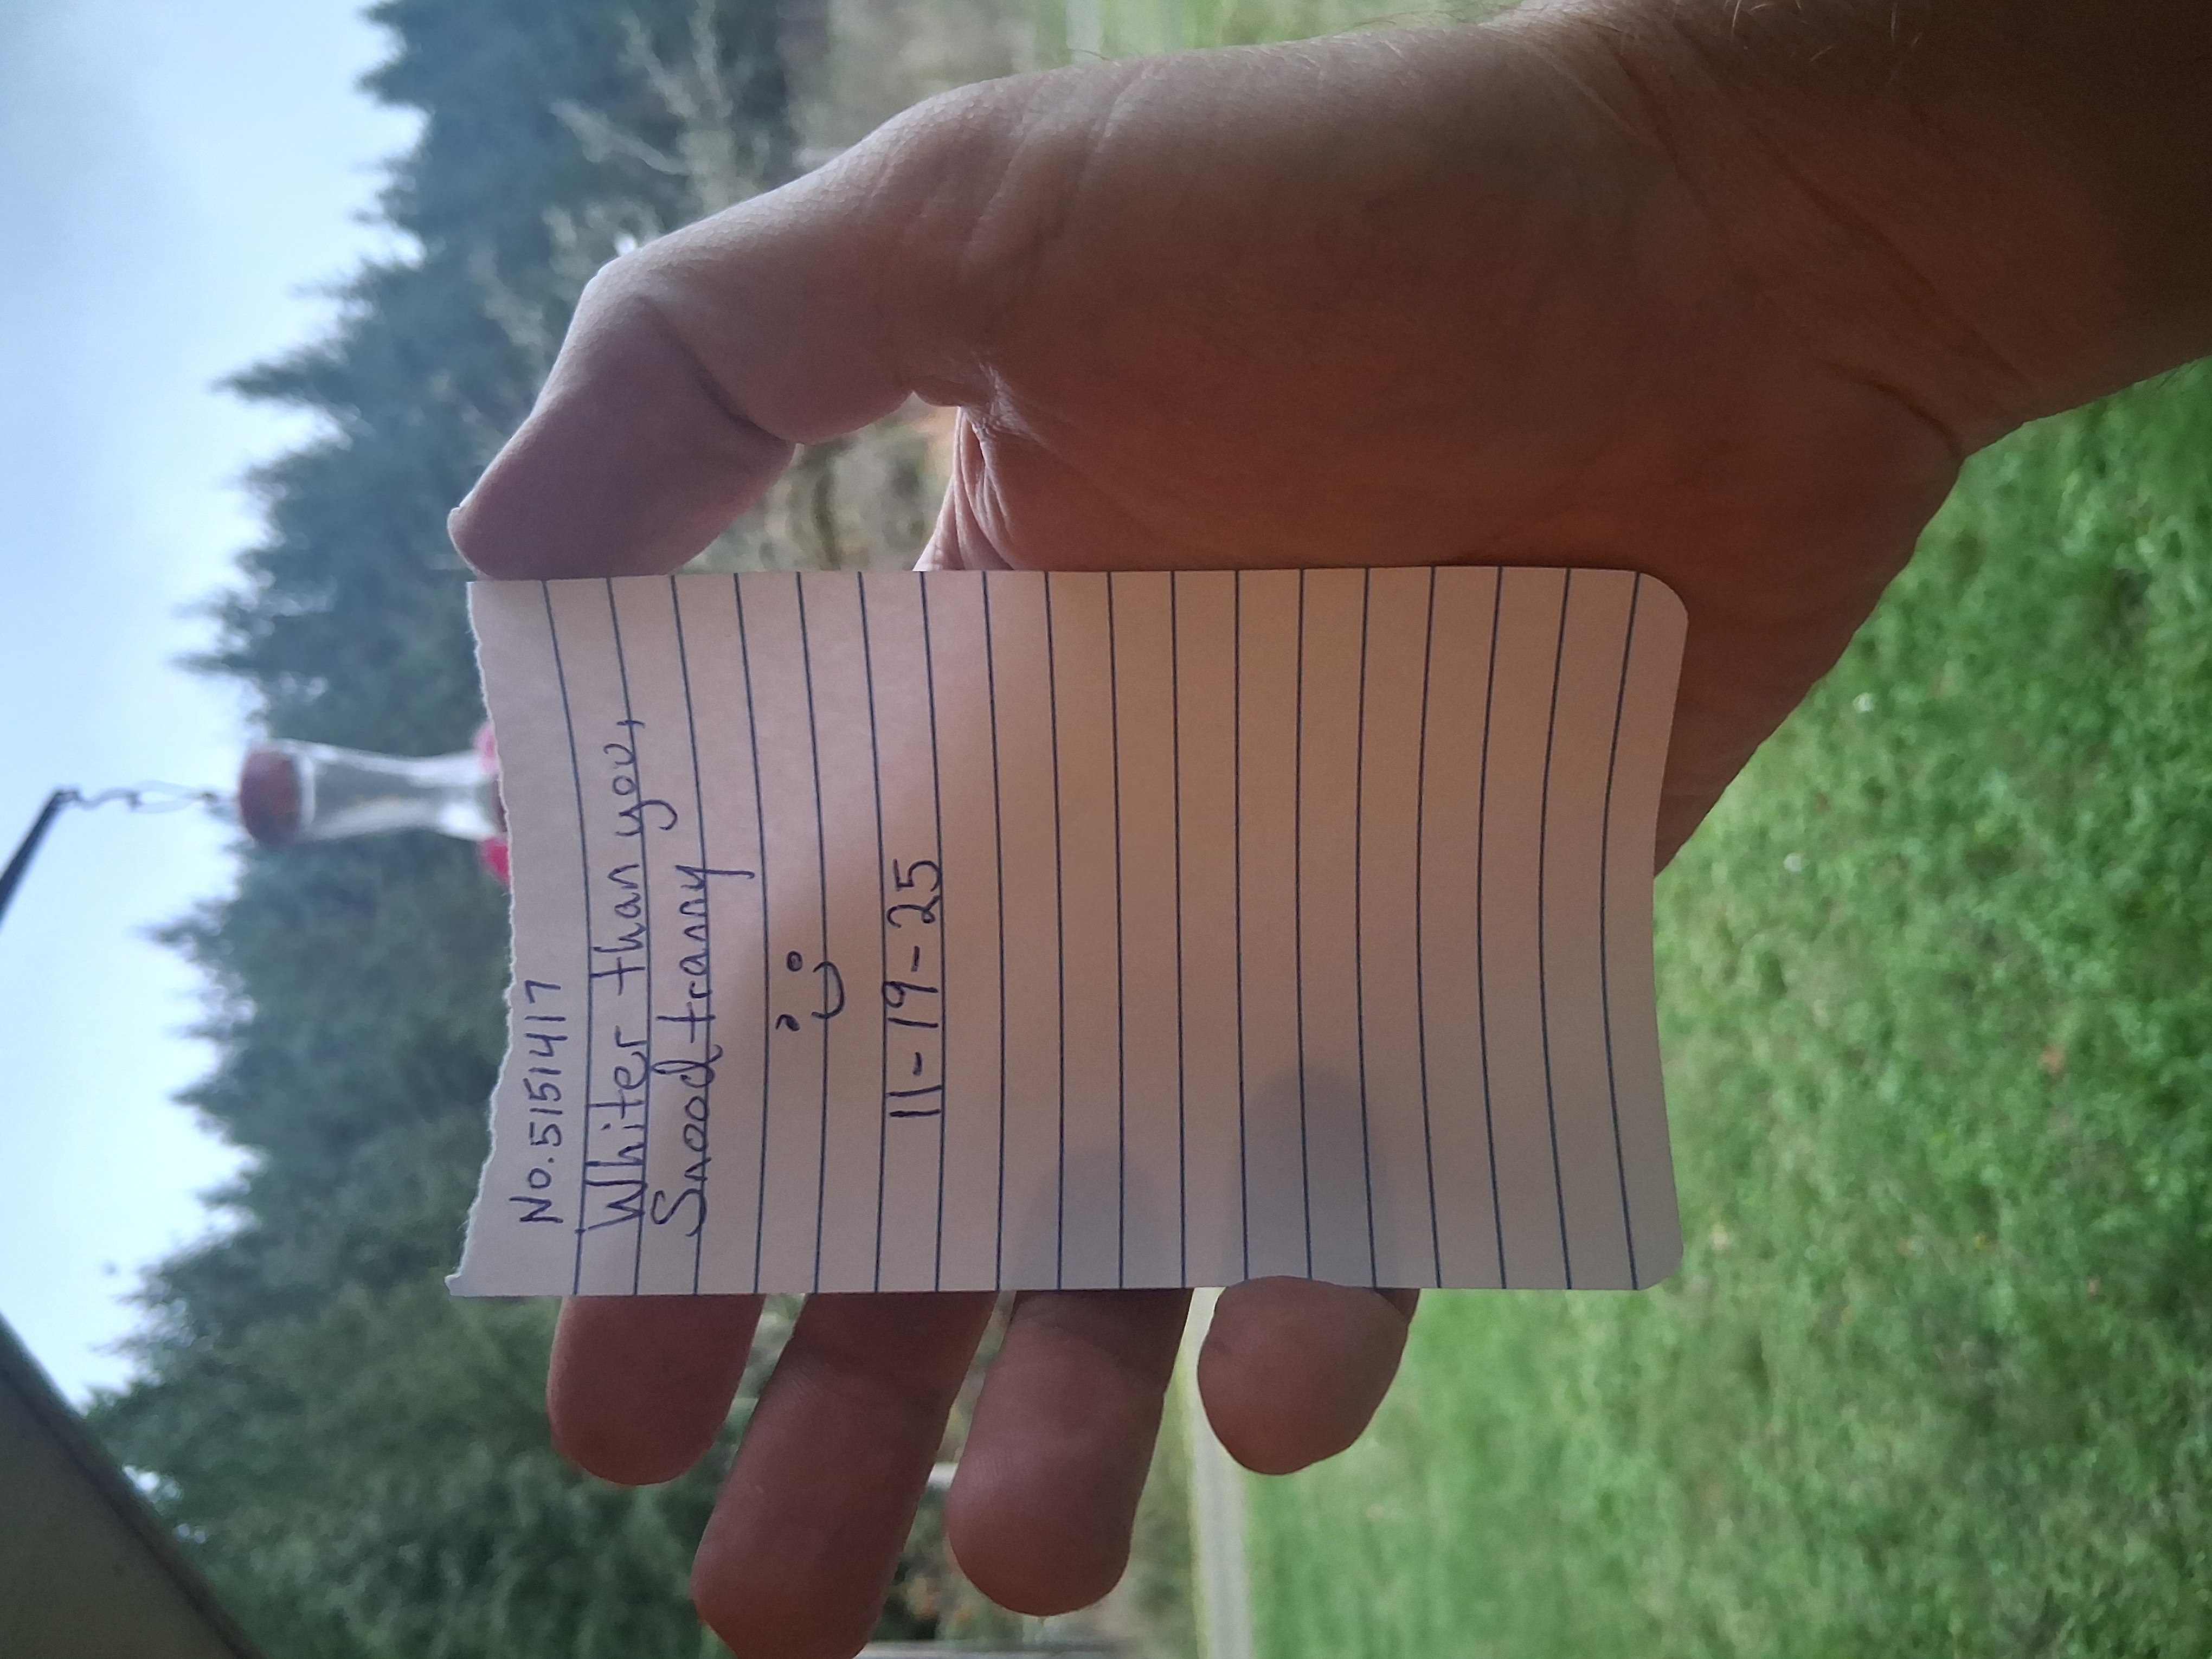 No.5151417
Whiter than you,
Snood tranny
11-19-25